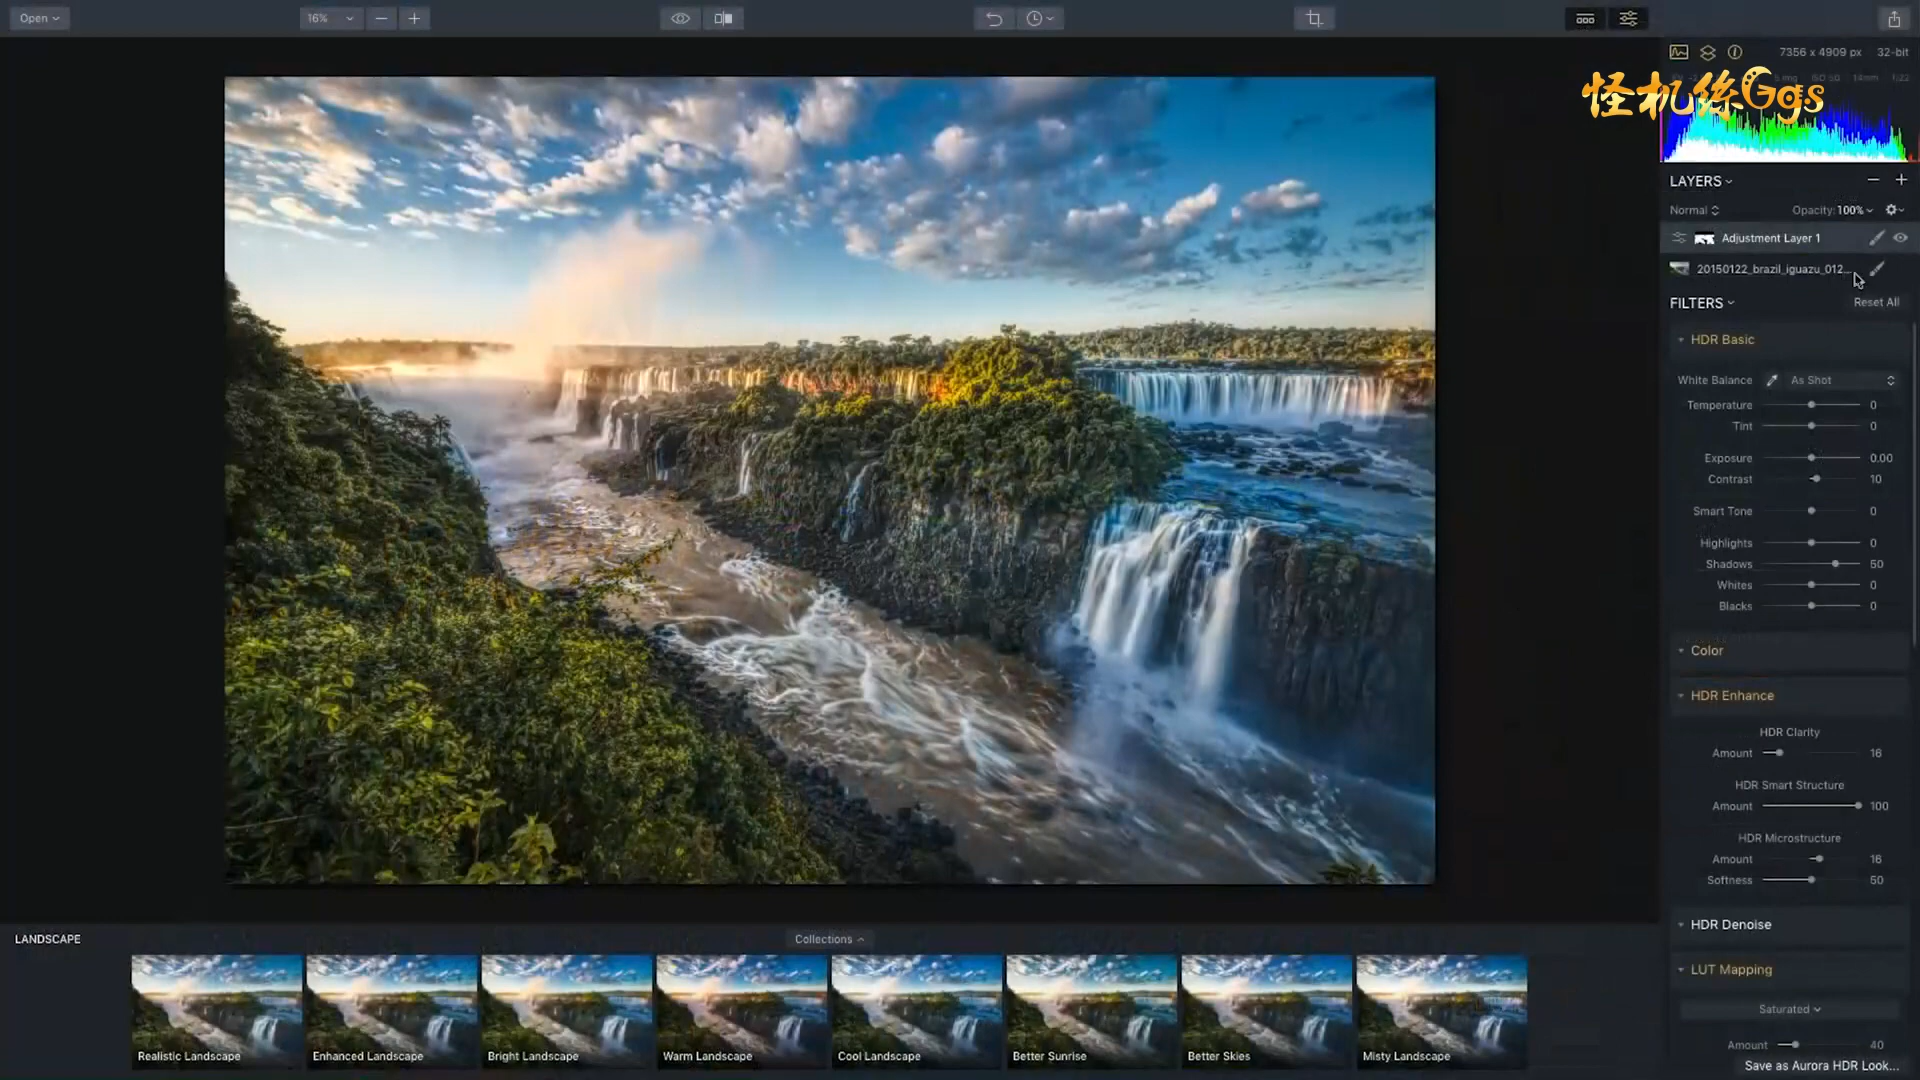 Open
16%
7356 x 4909 px 32-bit
ISO 50 14mm
怪机丝Ggs
LAYERS
Normal Opacity: 100%
Adjustment Layer 1
20150122_brazil_iguazu_012...
FILTERS Reset All
HDR Basic
White Balance As Shot
Temperature 0
Tint 0
Exposure 0.00
Contrast 10
Smart Tone 0
Highlights 0
Shadows 50
Whites 0
Blacks 0
Color
HDR Enhance
HDR Clarity
Amount 16
HDR Smart Structure
Amount 100
HDR Microstructure
Amount 16
Softness 50
HDR Denoise
LUT Mapping
Saturated
Amount 40
Save as Aurora HDR Look...
LANDSCAPE
Collections
Realistic Landscape
Enhanced Landscape
Bright Landscape
Warm Landscape
Cool Landscape
Better Sunrise
Better Skies
Misty Landscape